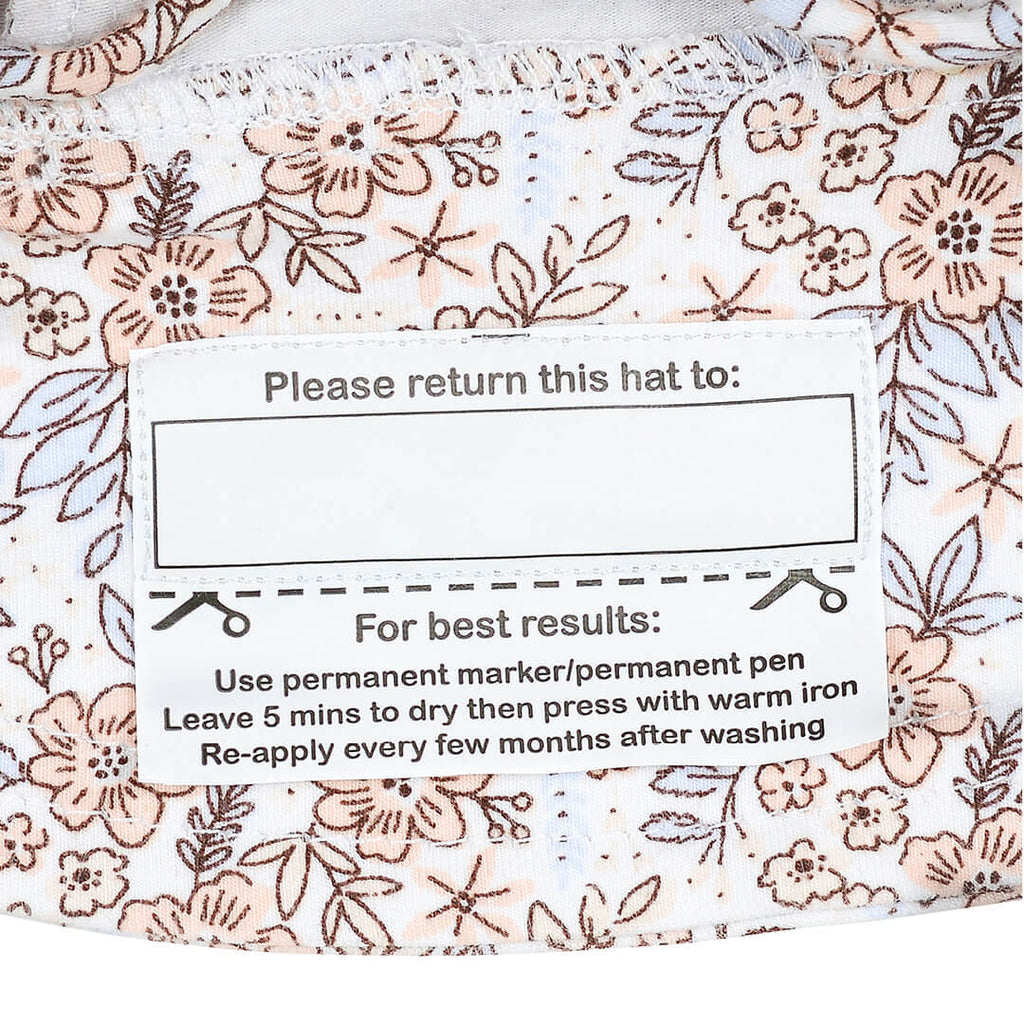 Please return this hat to:
For best results:
Use permanent marker/permanent pen
Leave 5 mins to dry then press with warm iron
Re-apply every few months after washing